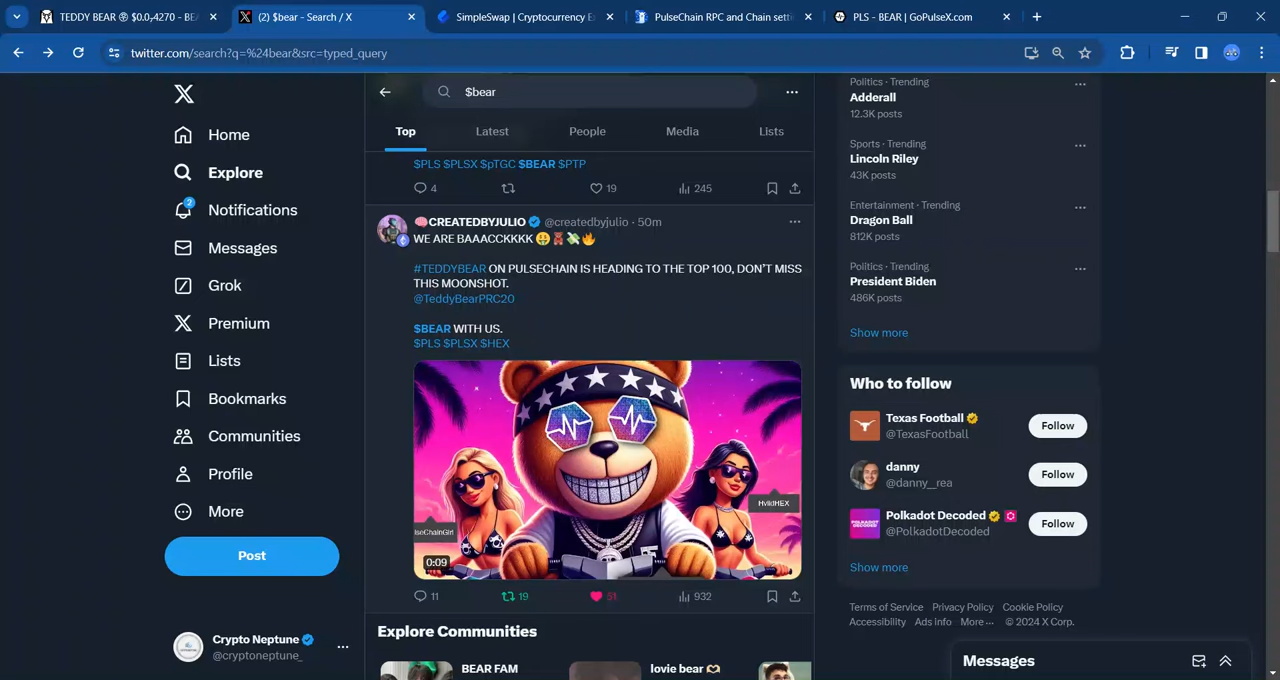 TEDDY BEAR ® $0.0₅4270 - BE
(2) $bear - Search / X
SimpleSwap | Cryptocurrency E
PulseChain RPC and Chain sett
PLS - BEAR | GoPulseX.com
twitter.com/search?q=%24bear&src=typed_query
$bear
Top
Latest
People
Media
Lists
Home
Explore
2
Notifications
Messages
Grok
Premium
Lists
Bookmarks
Communities
Profile
More
Post
Crypto Neptune
@cryptoneptune_
$PLS $PLSX $pTGC $BEAR $PTP
4
19
245
🧠CREATEDBYJULIO @createdbyjulio · 50m
WE ARE BAAACCKKKK 🤑🧸💸🔥
#TEDDYBEAR ON PULSECHAIN IS HEADING TO THE TOP 100, DON'T MISS
THIS MOONSHOT.
@TeddyBearPRC20
$BEAR WITH US.
$PLS $PLSX $HEX
HvildHEX
lseChainGirl
0:09
11
19
51
932
Explore Communities
BEAR FAM
lovie bear
Politics · Trending
Adderall
12.3K posts
Sports · Trending
Lincoln Riley
43K posts
Entertainment · Trending
Dragon Ball
812K posts
Politics · Trending
President Biden
486K posts
Show more
Who to follow
Texas Football
@TexasFootball
Follow
danny
@danny__rea
Follow
Polkadot Decoded
@PolkadotDecoded
Follow
Show more
Terms of Service Privacy Policy Cookie Policy
Accessibility Ads info More ··· © 2024 X Corp.
Messages